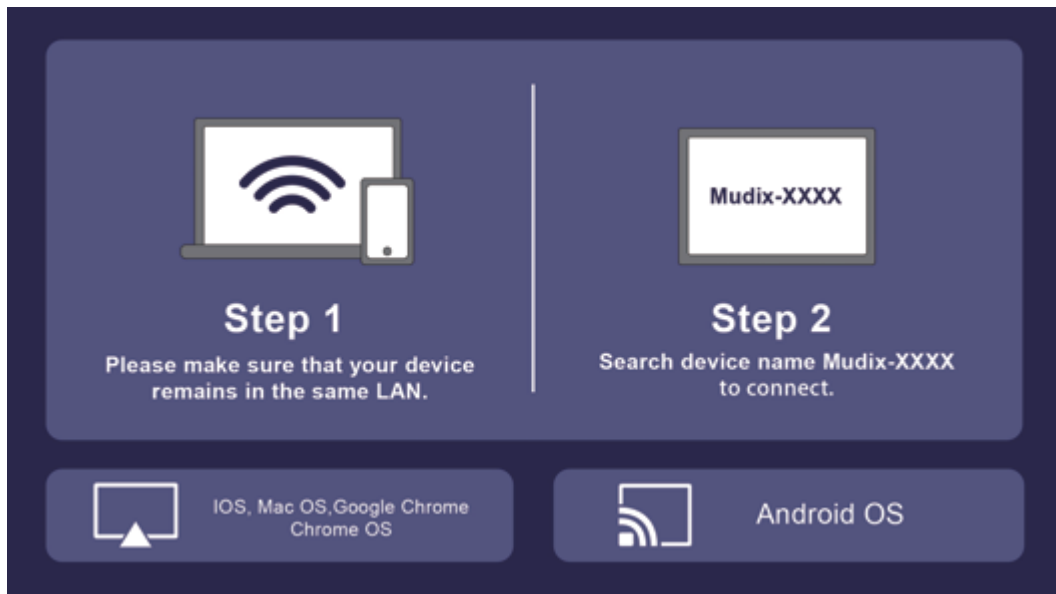 Mudix-XXXX
Step 1
Please make sure that your device
remains in the same LAN.
Step 2
Search device name Mudix-XXXX
to connect.
IOS, Mac OS,Google Chrome
Chrome OS
Android OS